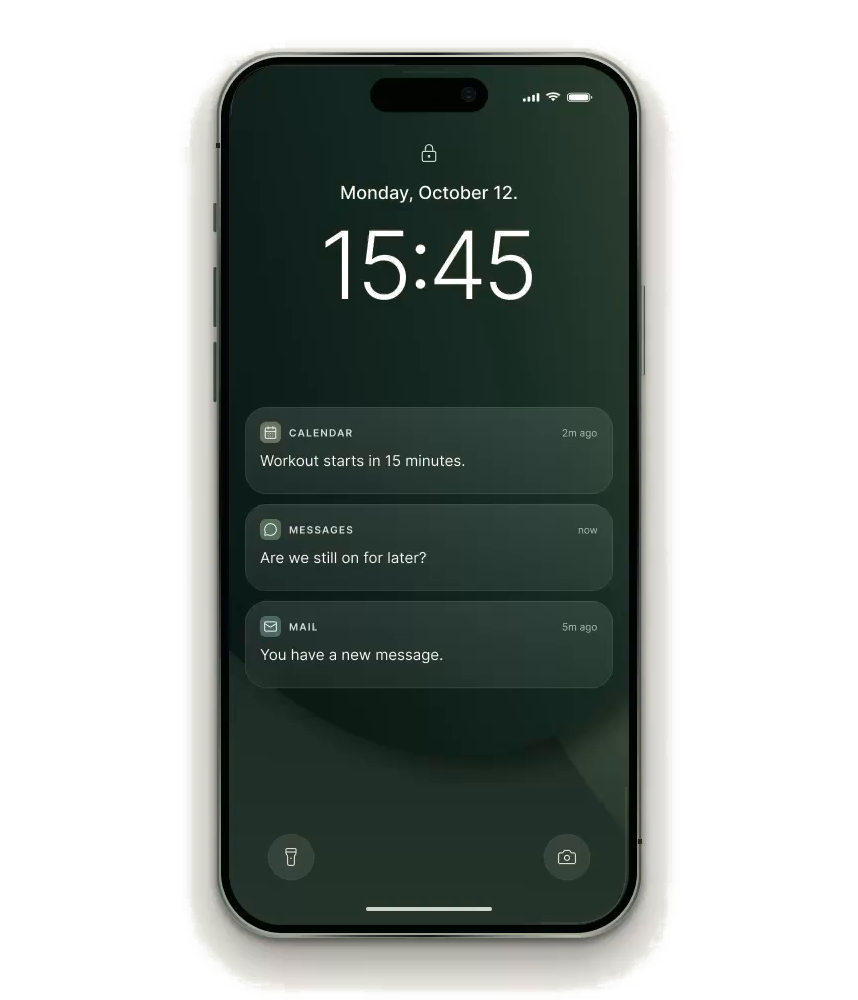 Monday, October 12.
15:45
CALENDAR 2m ago
Workout starts in 15 minutes.
MESSAGES now
Are we still on for later?
MAIL 5m ago
You have a new message.